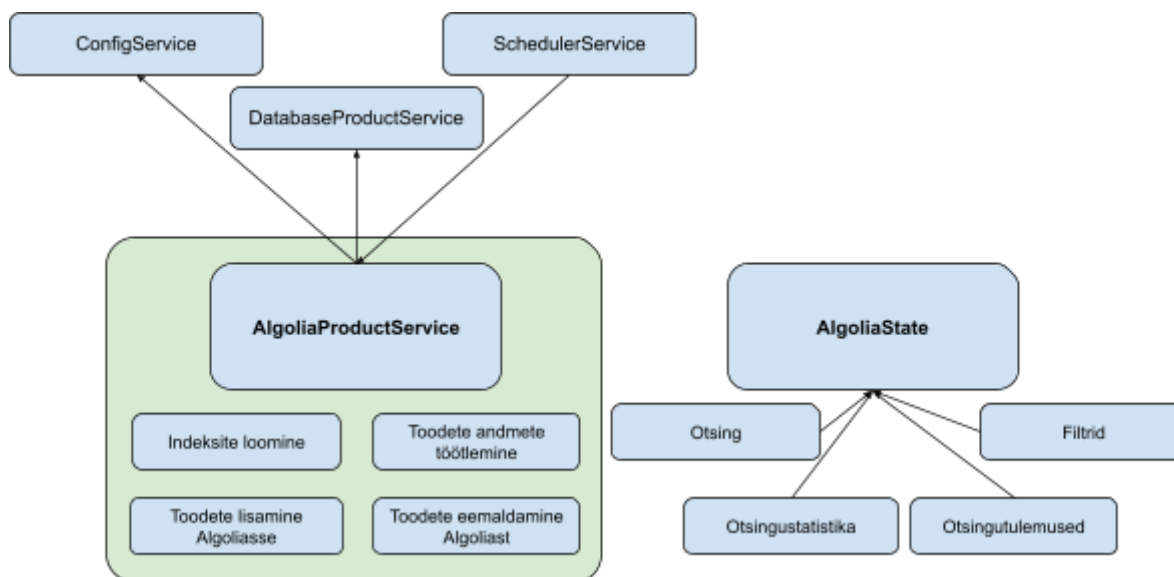 ConfigService
SchedulerService
DatabaseProductService
AlgoliaProductService
AlgoliaState
Indeksite loomine
Toodete andmete
töötlemine
Otsing
Filtrid
Toodete lisamine
Algoliasse
Toodete eemaldamine
Algoliast
Otsingustatistika
Otsingutulemused